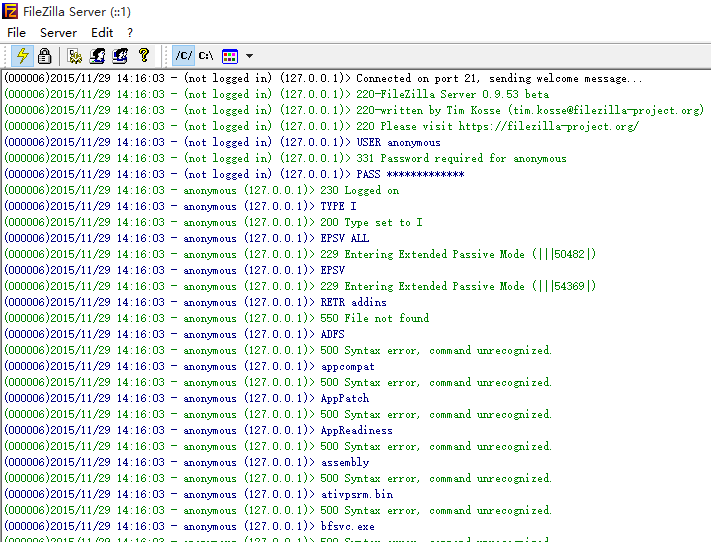 FileZilla Server (::1)
File Server Edit ?
/C/ C:\
(000006)2015/11/29 14:16:03 - (not logged in) (127.0.0.1)> Connected on port 21, sending welcome message...
(000006)2015/11/29 14:16:03 - (not logged in) (127.0.0.1)> 220-FileZilla Server 0.9.53 beta
(000006)2015/11/29 14:16:03 - (not logged in) (127.0.0.1)> 220-written by Tim Kosse (tim.kosse@filezilla-project.org)
(000006)2015/11/29 14:16:03 - (not logged in) (127.0.0.1)> 220 Please visit https://filezilla-project.org/
(000006)2015/11/29 14:16:03 - (not logged in) (127.0.0.1)> USER anonymous
(000006)2015/11/29 14:16:03 - (not logged in) (127.0.0.1)> 331 Password required for anonymous
(000006)2015/11/29 14:16:03 - (not logged in) (127.0.0.1)> PASS *************
(000006)2015/11/29 14:16:03 - anonymous (127.0.0.1)> 230 Logged on
(000006)2015/11/29 14:16:03 - anonymous (127.0.0.1)> TYPE I
(000006)2015/11/29 14:16:03 - anonymous (127.0.0.1)> 200 Type set to I
(000006)2015/11/29 14:16:03 - anonymous (127.0.0.1)> EPSV ALL
(000006)2015/11/29 14:16:03 - anonymous (127.0.0.1)> 229 Entering Extended Passive Mode (|||50482|)
(000006)2015/11/29 14:16:03 - anonymous (127.0.0.1)> EPSV
(000006)2015/11/29 14:16:03 - anonymous (127.0.0.1)> 229 Entering Extended Passive Mode (|||54369|)
(000006)2015/11/29 14:16:03 - anonymous (127.0.0.1)> RETR addins
(000006)2015/11/29 14:16:03 - anonymous (127.0.0.1)> 550 File not found
(000006)2015/11/29 14:16:03 - anonymous (127.0.0.1)> ADFS
(000006)2015/11/29 14:16:03 - anonymous (127.0.0.1)> 500 Syntax error, command unrecognized.
(000006)2015/11/29 14:16:03 - anonymous (127.0.0.1)> appcompat
(000006)2015/11/29 14:16:03 - anonymous (127.0.0.1)> 500 Syntax error, command unrecognized.
(000006)2015/11/29 14:16:03 - anonymous (127.0.0.1)> AppPatch
(000006)2015/11/29 14:16:03 - anonymous (127.0.0.1)> 500 Syntax error, command unrecognized.
(000006)2015/11/29 14:16:03 - anonymous (127.0.0.1)> AppReadiness
(000006)2015/11/29 14:16:03 - anonymous (127.0.0.1)> 500 Syntax error, command unrecognized.
(000006)2015/11/29 14:16:03 - anonymous (127.0.0.1)> assembly
(000006)2015/11/29 14:16:03 - anonymous (127.0.0.1)> 500 Syntax error, command unrecognized.
(000006)2015/11/29 14:16:03 - anonymous (127.0.0.1)> ativpsrm.bin
(000006)2015/11/29 14:16:03 - anonymous (127.0.0.1)> 500 Syntax error, command unrecognized.
(000006)2015/11/29 14:16:03 - anonymous (127.0.0.1)> bfsvc.exe
(000006)2015/11/29 14:16:03 - anonymous (127.0.0.1)> 500 Syntax error, command unrecognized.